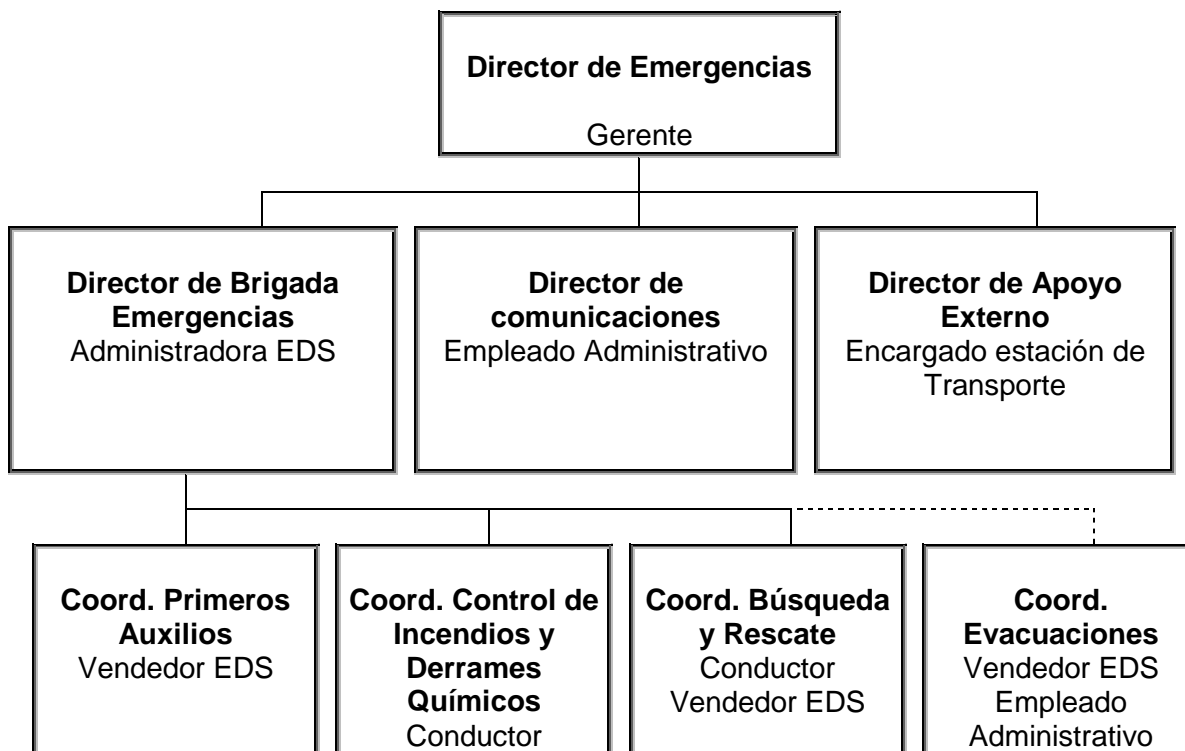 Director de Emergencias
Gerente
Director de Brigada
Emergencias
Administradora EDS
Director de
comunicaciones
Empleado Administrativo
Director de Apoyo
Externo
Encargado estación de
Transporte
Coord. Primeros
Auxilios
Vendedor EDS
Coord. Control de
Incendios y
Derrames
Químicos
Conductor
Coord. Búsqueda
y Rescate
Conductor
Vendedor EDS
Coord.
Evacuaciones
Vendedor EDS
Empleado
Administrativo